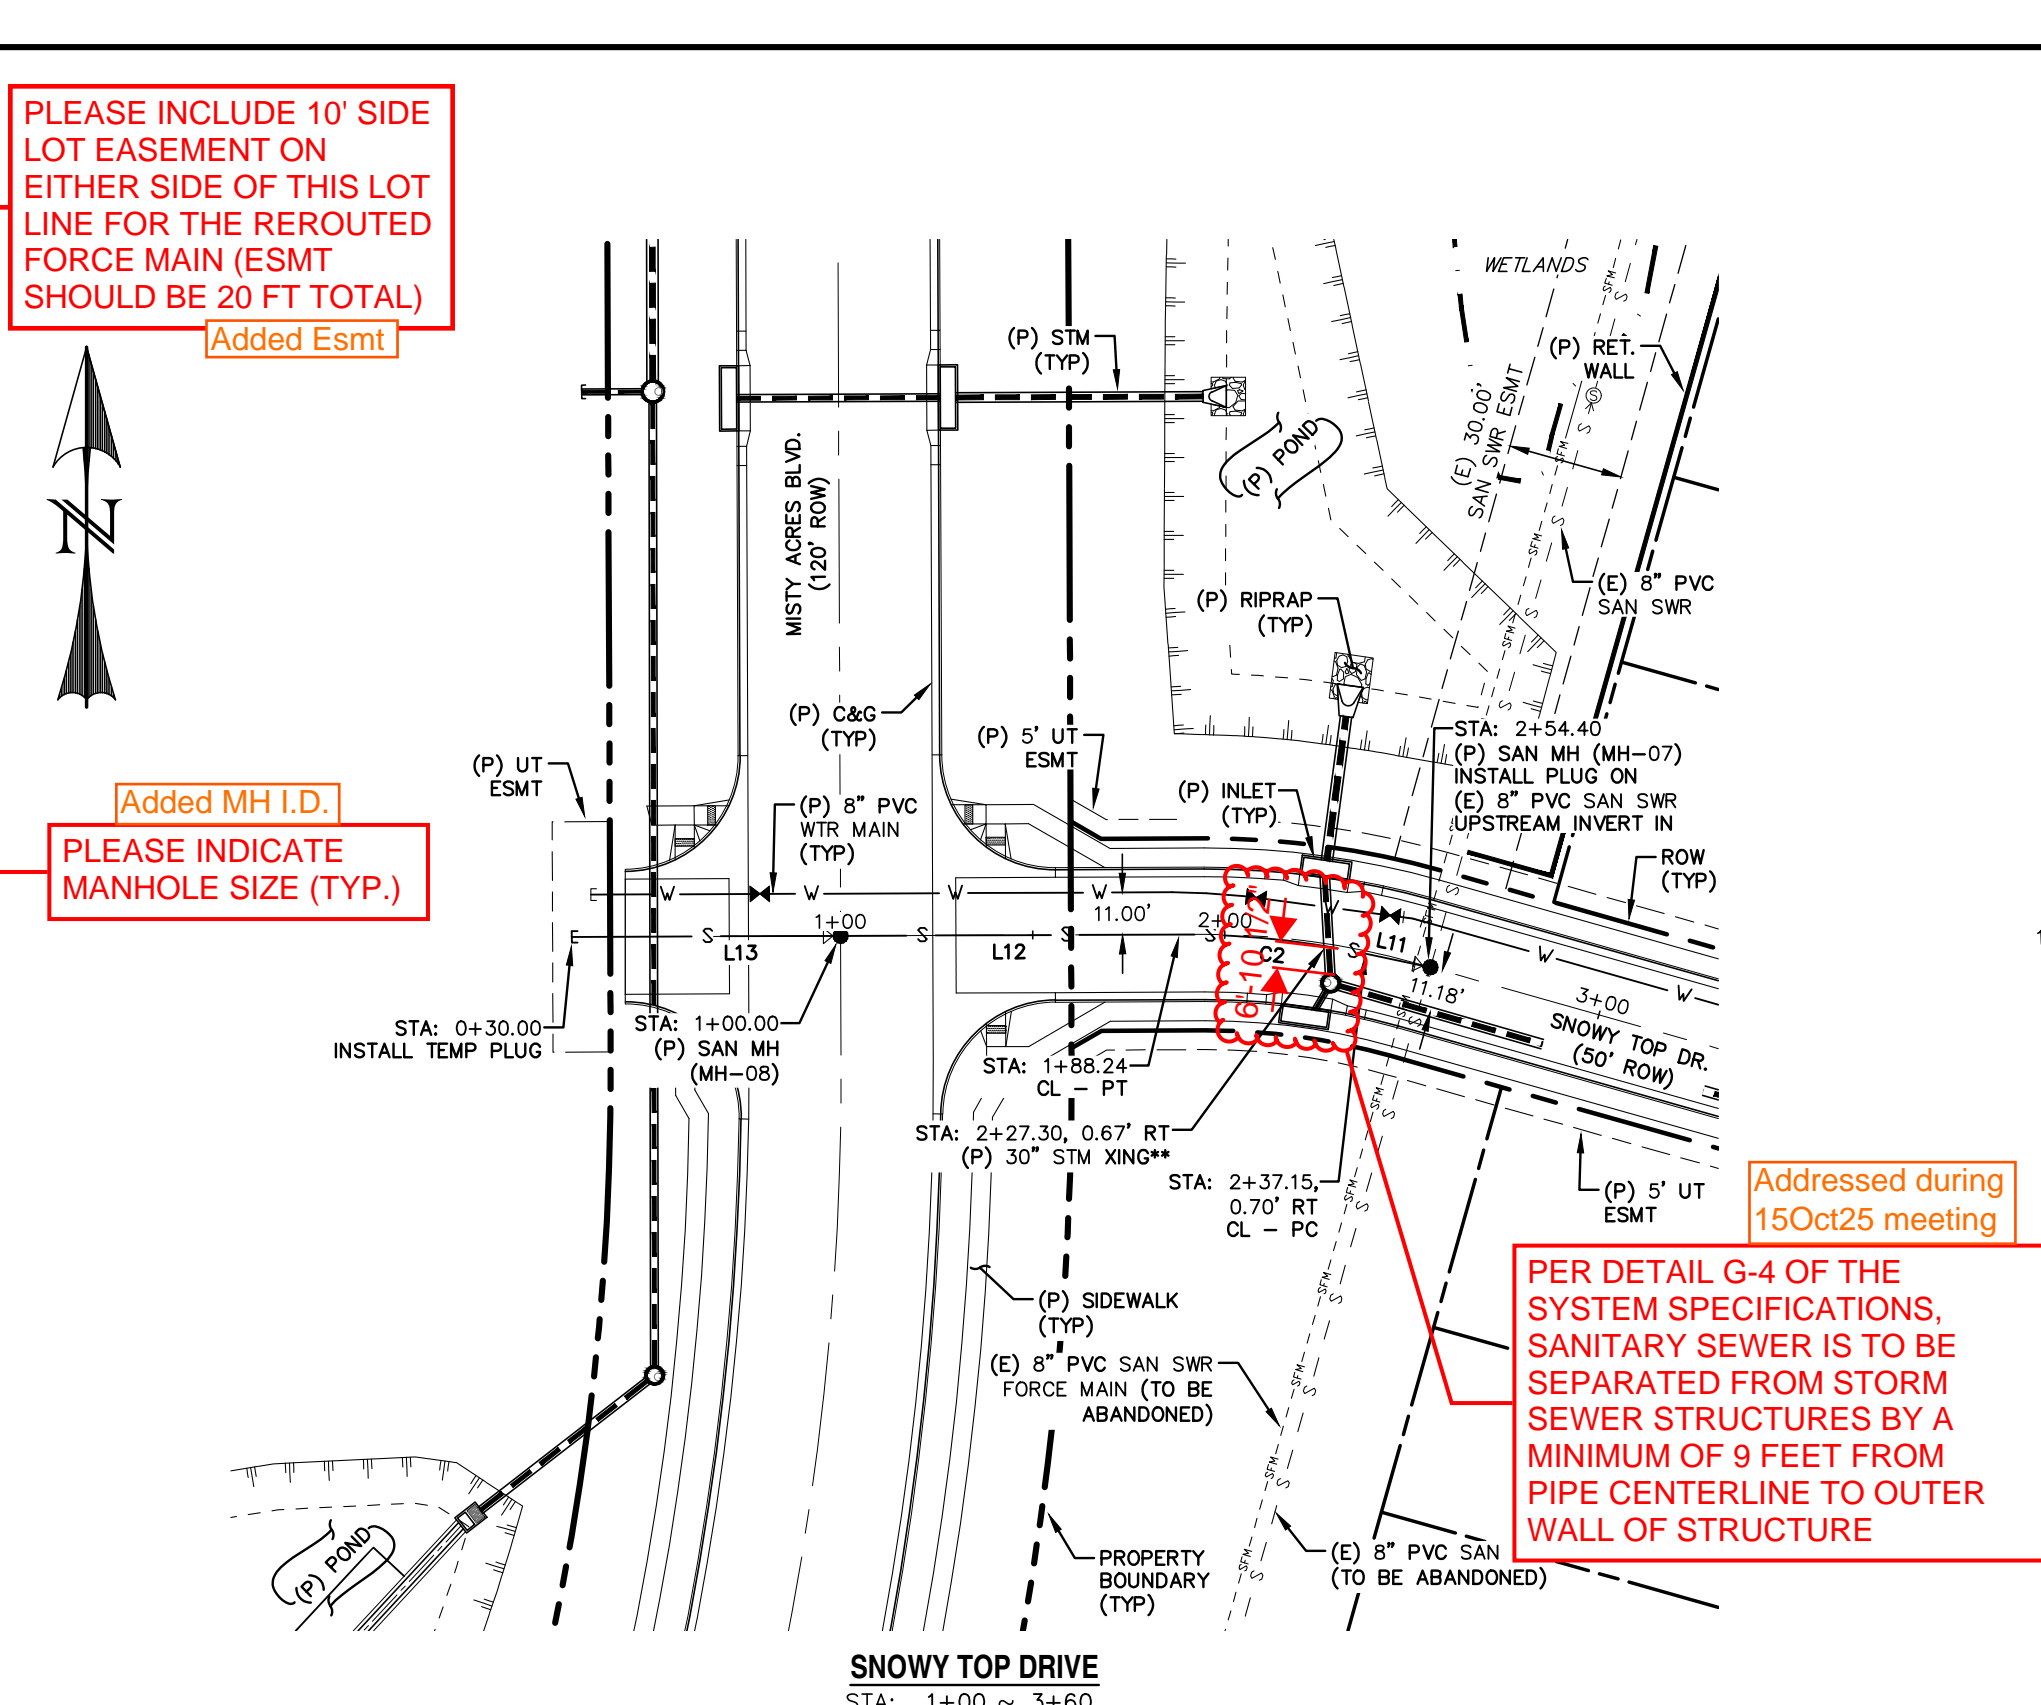 PLEASE INCLUDE 10' SIDE
LOT EASEMENT ON
EITHER SIDE OF THIS LOT
LINE FOR THE REROUTED
FORCE MAIN (ESMT
SHOULD BE 20 FT TOTAL)
Added Esmt
N
Added MH I.D.
PLEASE INDICATE
MANHOLE SIZE (TYP.)
(P) STM
(TYP)
WETLANDS
(P) RET.
WALL
(E) 30.00'
SAN SWR ESMT
(P) POND
MISTY ACRES BLVD.
(120' ROW)
(E) 8" PVC
SAN SWR
(P) RIPRAP
(TYP)
(P) C&G
(TYP)
(P) 5' UT
ESMT
(P) UT
ESMT
(P) 8" PVC
WTR MAIN
(TYP)
(P) INLET
(TYP)
STA: 2+54.40
(P) SAN MH (MH-07)
INSTALL PLUG ON
(E) 8" PVC SAN SWR
UPSTREAM INVERT IN
ROW
(TYP)
E W W W W W W W
1+00
11.00'
2+00
6'-10 1/2"
E S S S S S
L13
L12
C2
L11
11.18'
3+00
SNOWY TOP DR.
(50' ROW)
STA: 0+30.00
INSTALL TEMP PLUG
STA: 1+00.00
(P) SAN MH
(MH-08)
STA: 1+88.24
CL - PT
STA: 2+27.30, 0.67' RT
(P) 30" STM XING**
STA: 2+37.15,
0.70' RT
CL - PC
(P) 5' UT
ESMT
Addressed during
15Oct25 meeting
PER DETAIL G-4 OF THE
SYSTEM SPECIFICATIONS,
SANITARY SEWER IS TO BE
SEPARATED FROM STORM
SEWER STRUCTURES BY A
MINIMUM OF 9 FEET FROM
PIPE CENTERLINE TO OUTER
WALL OF STRUCTURE
(P) SIDEWALK
(TYP)
(E) 8" PVC SAN SWR
FORCE MAIN (TO BE
ABANDONED)
(P) POND
PROPERTY
BOUNDARY
(TYP)
(E) 8" PVC SAN
(TO BE ABANDONED)
SNOWY TOP DRIVE
STA: 1+00 ~ 3+60